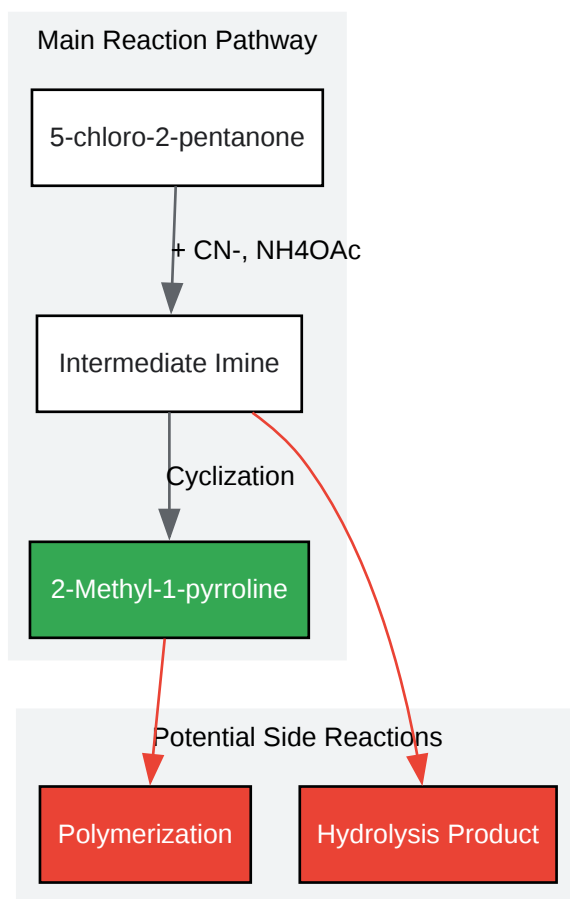 Main Reaction Pathway
5-chloro-2-pentanone
+ CN-, NH4OAc
Intermediate Imine
Cyclization
2-Methyl-1-pyrroline
Potential Side Reactions
Polymerization
Hydrolysis Product